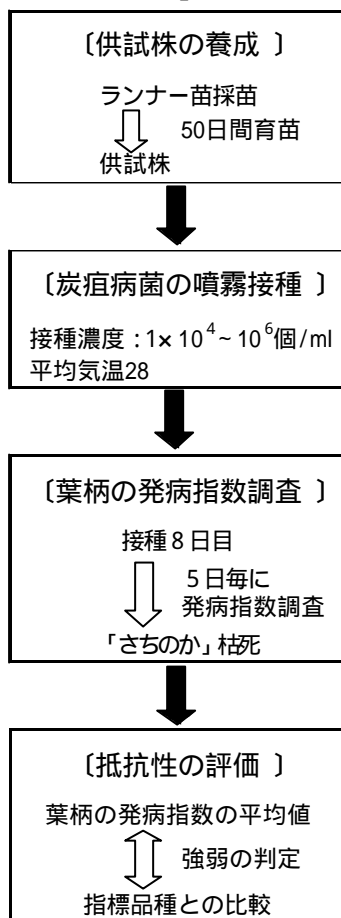 〔供試株の養成 〕
ランナー苗採苗
50日間育苗
供試株
〔炭疽病菌の噴霧接種 〕
接種濃度：1×10⁴~10⁶個/ml
平均気温28
〔葉柄の発病指数調査 〕
接種8日目
5日毎に
発病指数調査
「さちのか」枯死
〔抵抗性の評価 〕
葉柄の発病指数の平均値
強弱の判定
指標品種との比較